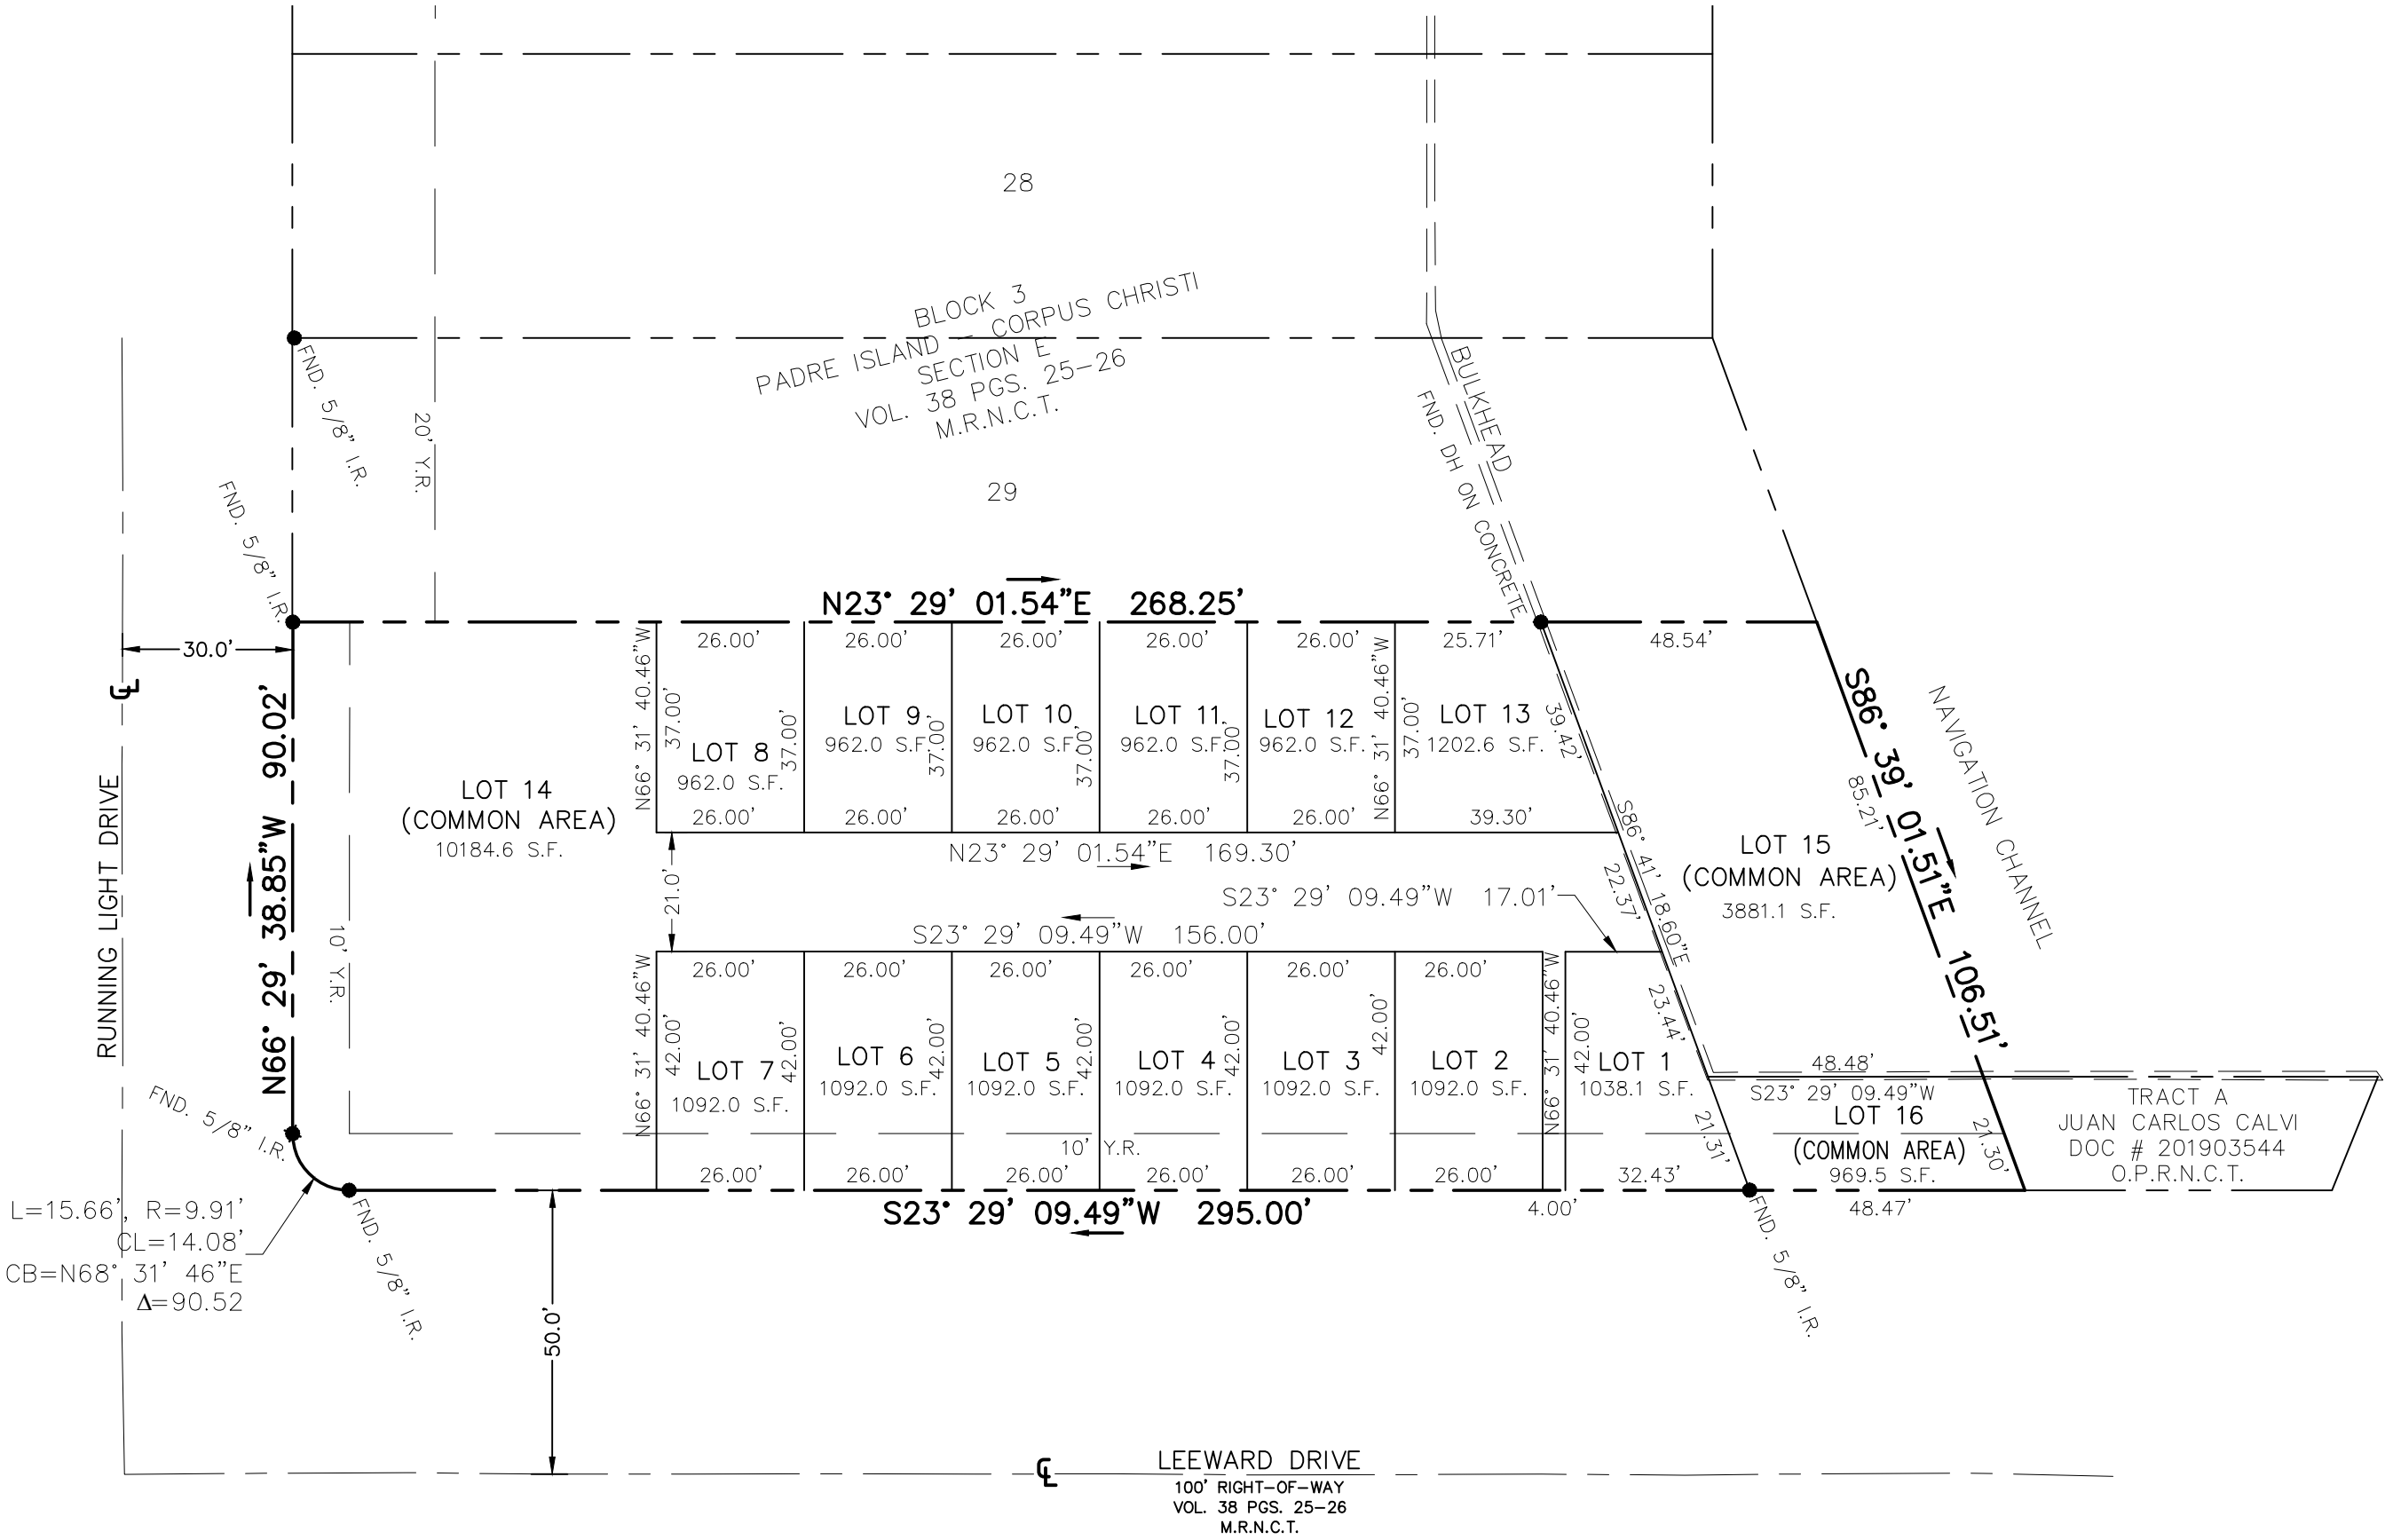 28
BLOCK 3
PADRE ISLAND – CORPUS CHRISTI
SECTION E
VOL. 38 PGS. 25–26
M.R.N.C.T.
BULKHEAD
FND. DH ON CONCRETE
FND. 5/8" I.R.
20' Y.R.
29
FND. 5/8" I.R.
N23° 29' 01.54"E 268.25'
30.0'
℄
26.00'
26.00'
26.00'
26.00'
26.00'
25.71'
48.54'
N66° 31' 40.46"W
37.00'
LOT 8
962.0 S.F.
37.00'
26.00'
LOT 9
962.0 S.F.
37.00'
26.00'
LOT 10
962.0 S.F.
37.00'
26.00'
LOT 11
962.0 S.F.
37.00'
26.00'
LOT 12
962.0 S.F.
N66° 31' 40.46"W
26.00'
37.00'
LOT 13
1202.6 S.F.
39.42'
39.30'
S86° 39' 01.51"E 106.51'
85.21'
NAVIGATION CHANNEL
LOT 14
(COMMON AREA)
10184.6 S.F.
RUNNING LIGHT DRIVE
N66° 29' 38.85"W 90.02'
10' Y.R.
N23° 29' 01.54"E 169.30'
21.0'
S23° 29' 09.49"W 17.01'
S23° 29' 09.49"W 156.00'
22.37'
S86° 41' 18.60"E
LOT 15
(COMMON AREA)
3881.1 S.F.
26.00'
26.00'
26.00'
26.00'
26.00'
26.00'
N66° 31' 40.46"W
42.00'
LOT 7
1092.0 S.F.
42.00'
LOT 6
1092.0 S.F.
42.00'
LOT 5
1092.0 S.F.
42.00'
LOT 4
1092.0 S.F.
42.00'
LOT 3
1092.0 S.F.
42.00'
LOT 2
1092.0 S.F.
N66° 31' 40.46"W
42.00'
LOT 1
1038.1 S.F.
23.44'
21.31'
48.48'
S23° 29' 09.49"W
LOT 16
(COMMON AREA)
969.5 S.F.
21.30'
TRACT A
JUAN CARLOS CALVI
DOC # 201903544
O.P.R.N.C.T.
10' Y.R.
26.00'
26.00'
26.00'
26.00'
26.00'
26.00'
32.43'
4.00'
48.47'
S23° 29' 09.49"W 295.00'
FND. 5/8" I.R.
L=15.66', R=9.91'
CL=14.08'
CB=N68° 31' 46"E
Δ=90.52
FND. 5/8" I.R.
FND. 5/8" I.R.
50.0'
℄
LEEWARD DRIVE
100' RIGHT–OF–WAY
VOL. 38 PGS. 25–26
M.R.N.C.T.